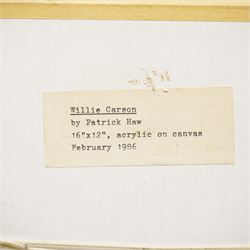 Willie Carson
by Patrick Haw
16"x12", acrylic on canvas
February 1986